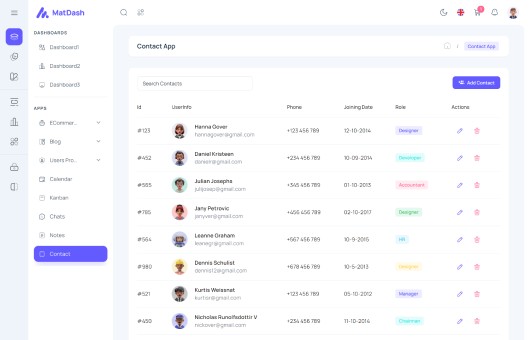 MatDash
DASHBOARDS
Dashboard1
Dashboard2
Dashboard3
APPS
ECommer...
Blog
Users Pro...
Calendar
Kanban
Chats
Notes
Contact
Contact App
Contact App
Search Contacts
Add Contact
Id UserInfo Phone Joining Date Role Actions
#123 Hanna Gover +123 456 789 12-10-2014 Designer
hannagover@gmail.com
#452 Daniel Kristeen +234 456 789 10-09-2014 Developer
danien@gmail.com
#565 Julian Josephs +345 456 789 01-10-2013 Accountant
julijosep@gmail.com
#785 Jany Petrovic +456 456 789 02-10-2017 Designer
janyver@gmail.com
#564 Leanne Graham +567 456 789 10-9-2015 HR
leanegr@gmail.com
#980 Dennis Schulist +678 456 789 10-5-2013 Designer
dennist12@gmail.com
#521 Kurtis Weissnat +123 456 789 05-10-2012 Manager
kurtisr@gmail.com
#450 Nicholas Runolfsdottir V +234 456 789 11-10-2014 Chairman
nickover@gmail.com